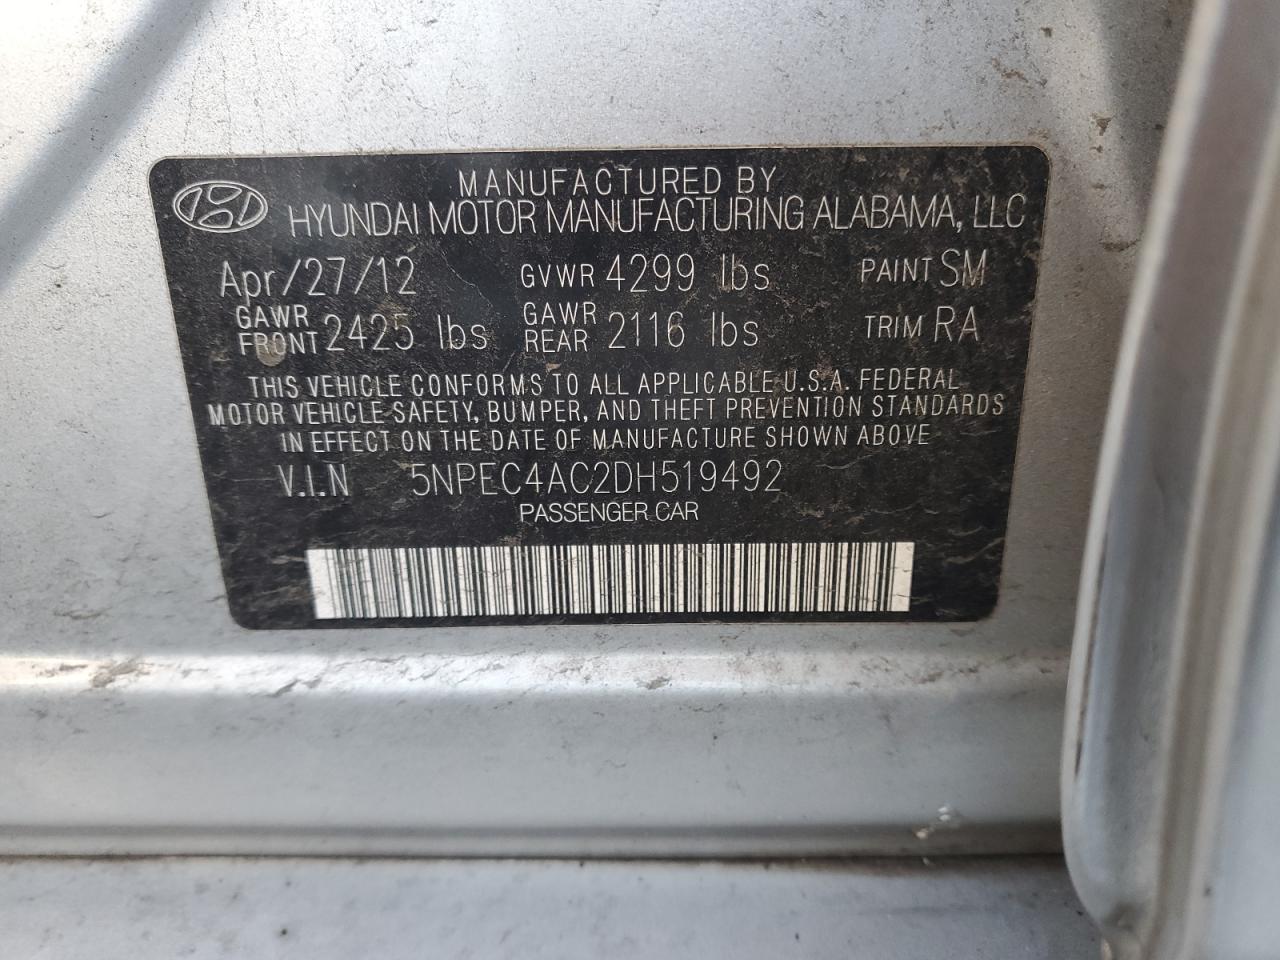 MANUFACTURED BY
HYUNDAI MOTOR MANUFACTURING ALABAMA, LLC
Apr/27/12 GVWR 4299 lbs PAINT SM
GAWR FRONT 2425 lbs GAWR REAR 2116 lbs TRIM RA
THIS VEHICLE CONFORMS TO ALL APPLICABLE U.S.A. FEDERAL
MOTOR VEHICLE SAFETY, BUMPER, AND THEFT PREVENTION STANDARDS
IN EFFECT ON THE DATE OF MANUFACTURE SHOWN ABOVE
V.I.N 5NPEC4AC2DH519492
PASSENGER CAR